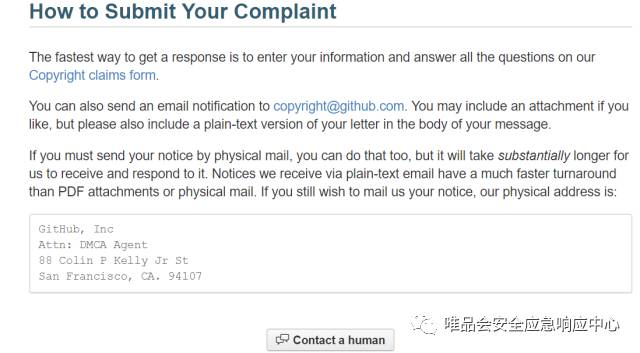 How to Submit Your Complaint
The fastest way to get a response is to enter your information and answer all the questions on our
Copyright claims form.
You can also send an email notification to copyright@github.com. You may include an attachment if you
like, but please also include a plain-text version of your letter in the body of your message.
If you must send your notice by physical mail, you can do that too, but it will take substantially longer for
us to receive and respond to it. Notices we receive via plain-text email have a much faster turnaround
than PDF attachments or physical mail. If you still wish to mail us your notice, our physical address is:
GitHub, Inc
Attn: DMCA Agent
88 Colin P Kelly Jr St
San Francisco, CA. 94107
唯品会安全应急响应中心
Contact a human